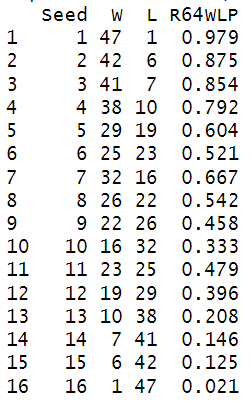 Seed W L R64WLP
1 1 47 1 0.979
2 2 42 6 0.875
3 3 41 7 0.854
4 4 38 10 0.792
5 5 29 19 0.604
6 6 25 23 0.521
7 7 32 16 0.667
8 8 26 22 0.542
9 9 22 26 0.458
10 10 16 32 0.333
11 11 23 25 0.479
12 12 19 29 0.396
13 13 10 38 0.208
14 14 7 41 0.146
15 15 6 42 0.125
16 16 1 47 0.021